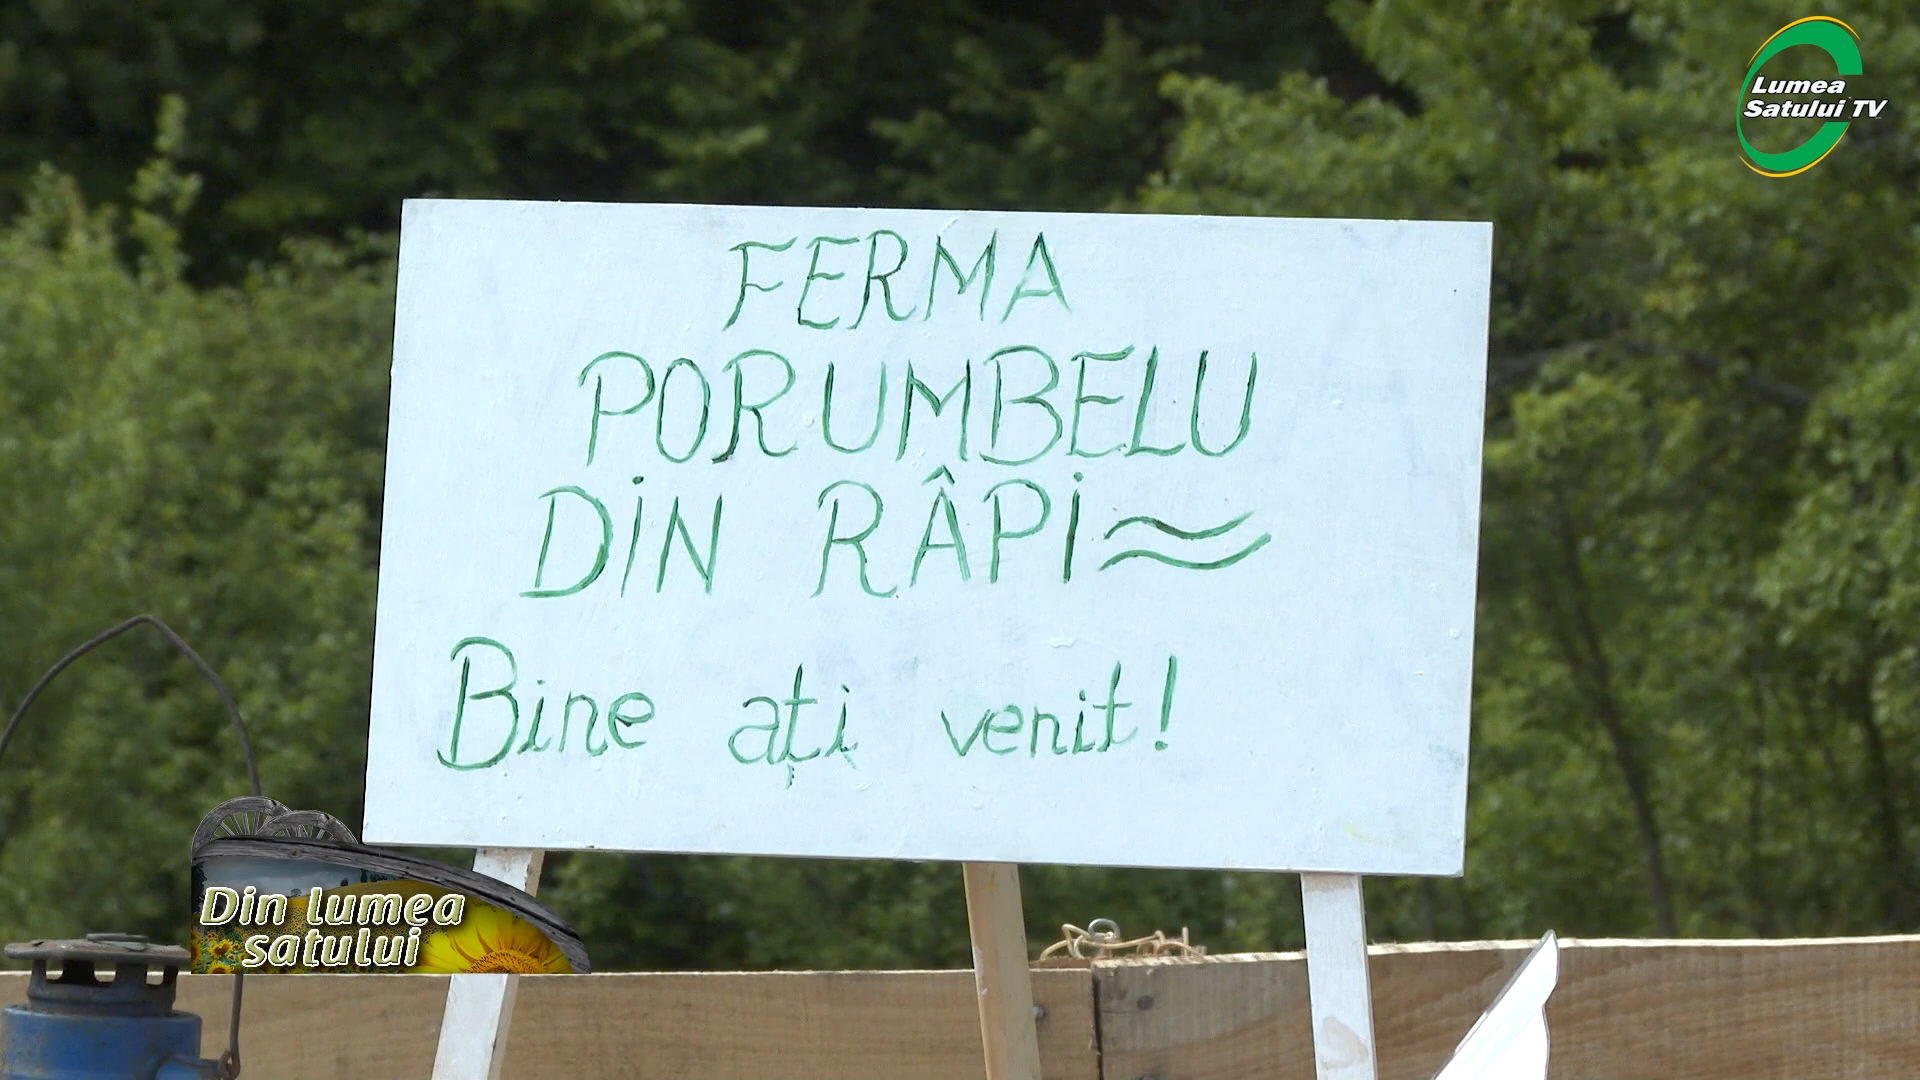 Lumea
Satului TV
FERMA
PORUMBELU
DIN RÂPI
Bine ați venit!
Din lumea
satului